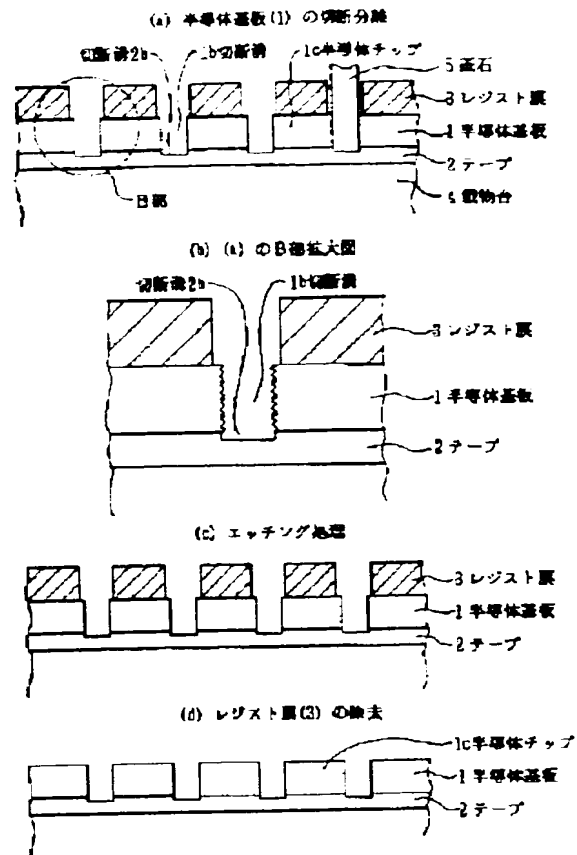 (a) 半導体基板(1)の切断分離
切断溝2b
1b切断溝
1c半導体チップ
5砥石
3レジスト膜
1半導体基板
2テープ
4載物台
B部
(b) (a)のB部拡大図
切断溝2b
1b切断溝
3レジスト膜
1半導体基板
2テープ
(c) エッチング処理
3レジスト膜
1半導体基板
2テープ
(d) レジスト膜(3)の除去
1c半導体チップ
1半導体基板
2テープ